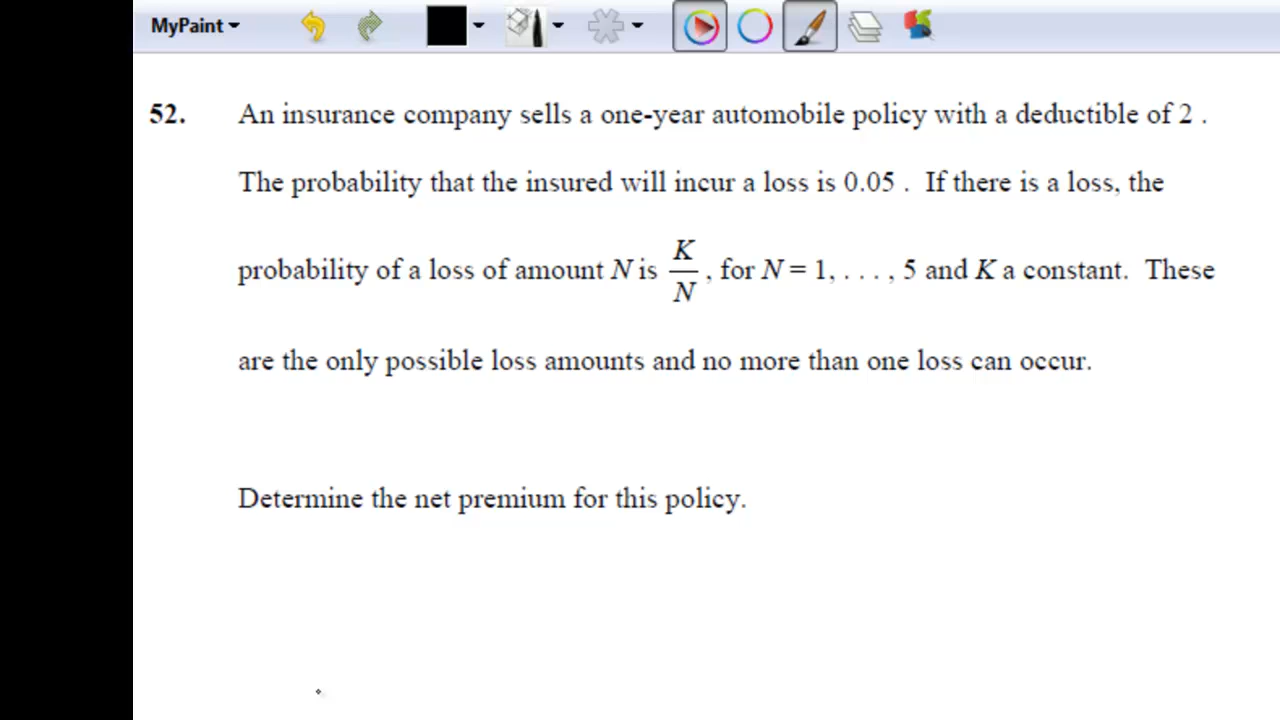 MyPaint
52. An insurance company sells a one-year automobile policy with a deductible of 2 .
The probability that the insured will incur a loss is 0.05 . If there is a loss, the
probability of a loss of amount N is K/N , for N = 1, . . . , 5 and K a constant. These
are the only possible loss amounts and no more than one loss can occur.
Determine the net premium for this policy.